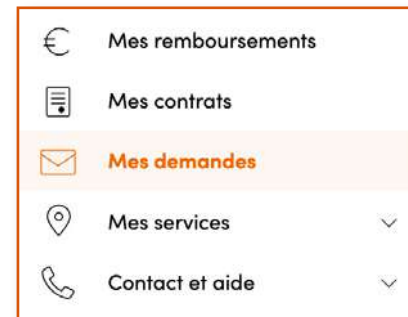 Mes remboursements
Mes contrats
Mes demandes
Mes services
Contact et aide